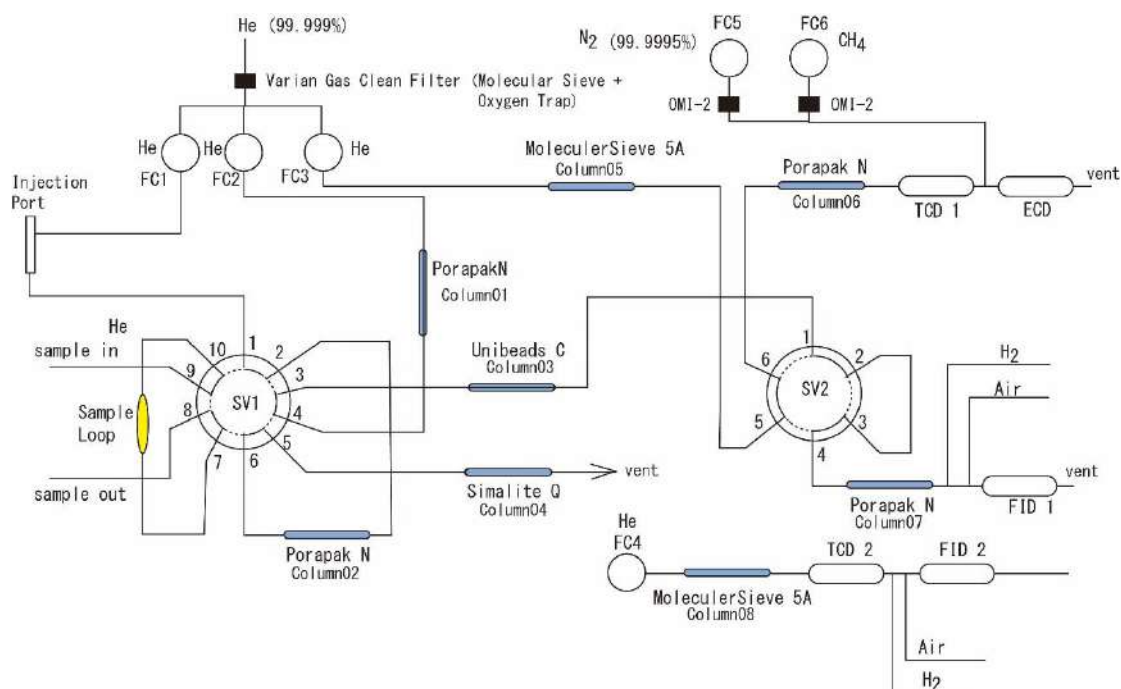 He (99.999%)
Varian Gas Clean Filter (Molecular Sieve +
Oxygen Trap)
He
FC1
He
FC2
He
FC3
N2 (99.9995%)
FC5
FC6
CH4
OMI-2
OMI-2
MoleculerSieve 5A
Column05
Porapak N
Column06
TCD 1
ECD
vent
Injection
Port
PorapakN
Column01
He
sample in
Sample
Loop
sample out
SV1
1
2
3
4
5
6
7
8
9
10
Unibeads C
Column03
Simalite Q
Column04
vent
Porapak N
Column02
SV2
1
2
3
4
5
6
H2
Air
vent
Porapak N
Column07
FID 1
He
FC4
MoleculerSieve 5A
Column08
TCD 2
FID 2
Air
H2